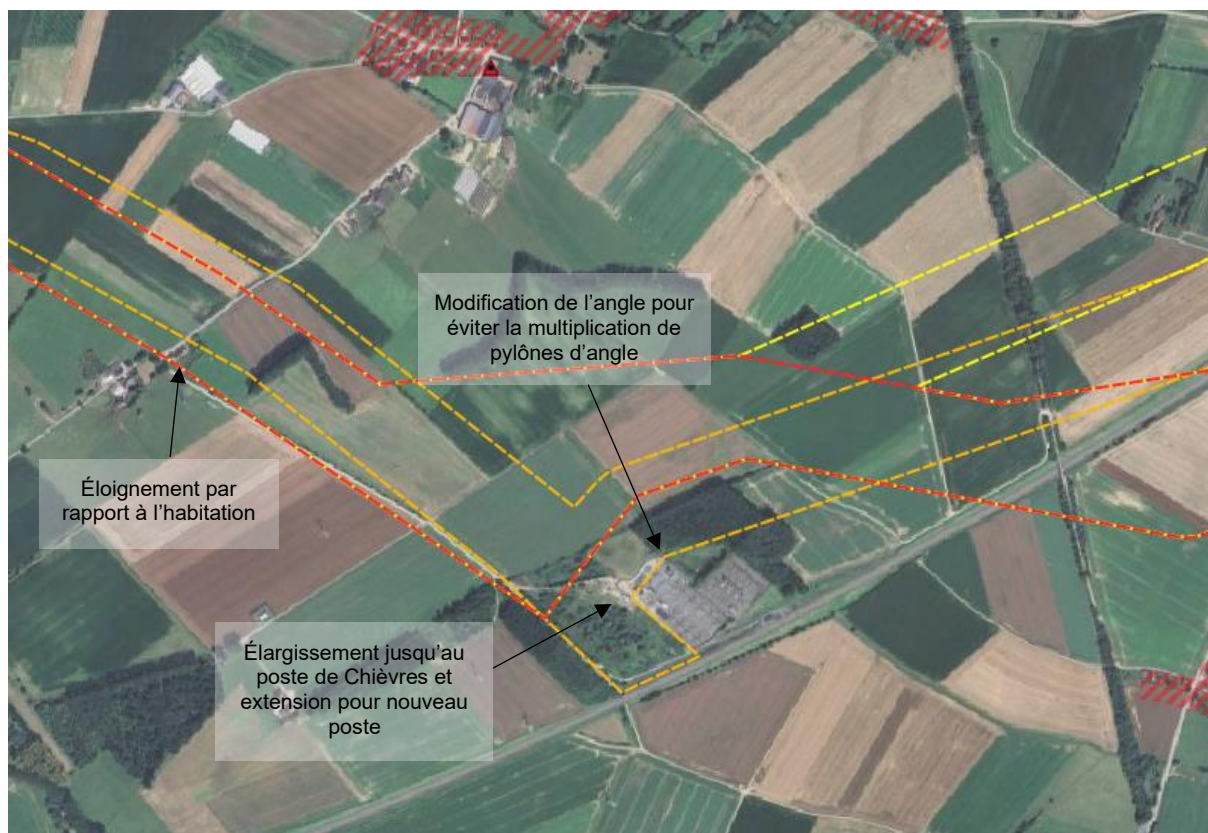 Modification de l’angle pour
éviter la multiplication de
pylônes d’angle
Éloignement par
rapport à l’habitation
Élargissement jusqu’au
poste de Chièvres et
extension pour nouveau
poste